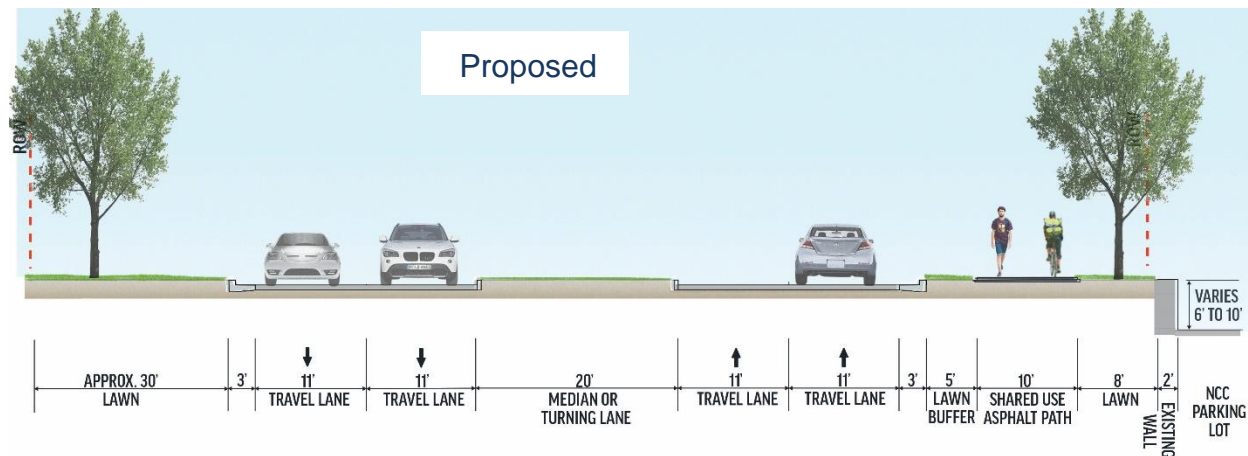 Proposed
ROW
ROW
VARIES
6' TO 10'
APPROX. 30'
LAWN
3'
11'
TRAVEL LANE
11'
TRAVEL LANE
20'
MEDIAN OR
TURNING LANE
11'
TRAVEL LANE
11'
TRAVEL LANE
3'
5'
LAWN
BUFFER
10'
SHARED USE
ASPHALT PATH
8'
LAWN
2'
EXISTING
WALL
NCC
PARKING
LOT